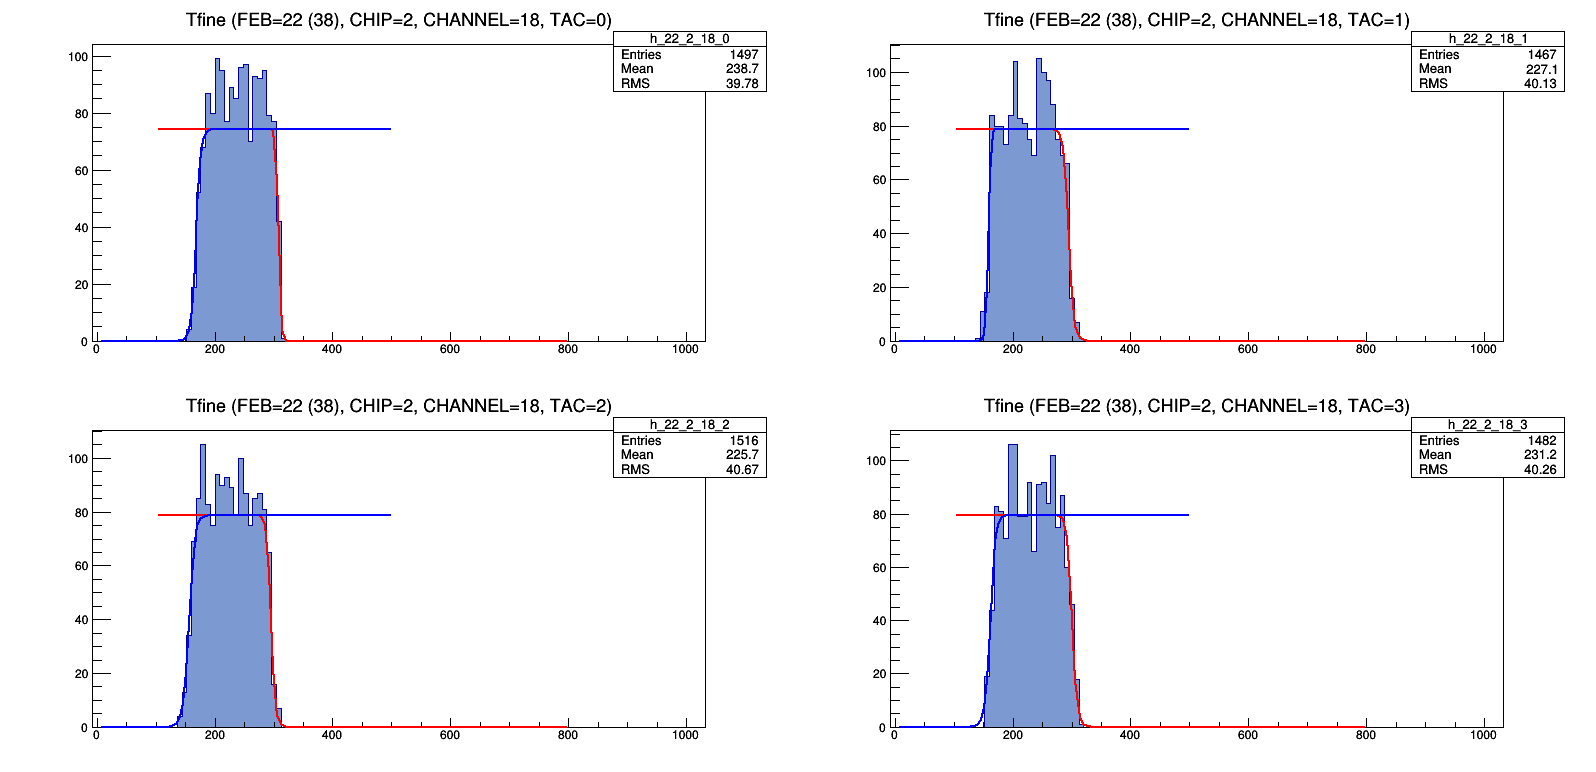 Tfine (FEB=22 (38), CHIP=2, CHANNEL=18, TAC=0)
h_22_2_18_0
Entries 1497
Mean 238.7
RMS 39.78
100
80
60
40
20
0
0 200 400 600 800 1000
Tfine (FEB=22 (38), CHIP=2, CHANNEL=18, TAC=1)
h_22_2_18_1
Entries 1467
Mean 227.1
RMS 40.13
100
80
60
40
20
0
0 200 400 600 800 1000
Tfine (FEB=22 (38), CHIP=2, CHANNEL=18, TAC=2)
h_22_2_18_2
Entries 1516
Mean 225.7
RMS 40.67
100
80
60
40
20
0
0 200 400 600 800 1000
Tfine (FEB=22 (38), CHIP=2, CHANNEL=18, TAC=3)
h_22_2_18_3
Entries 1482
Mean 231.2
RMS 40.26
100
80
60
40
20
0
0 200 400 600 800 1000